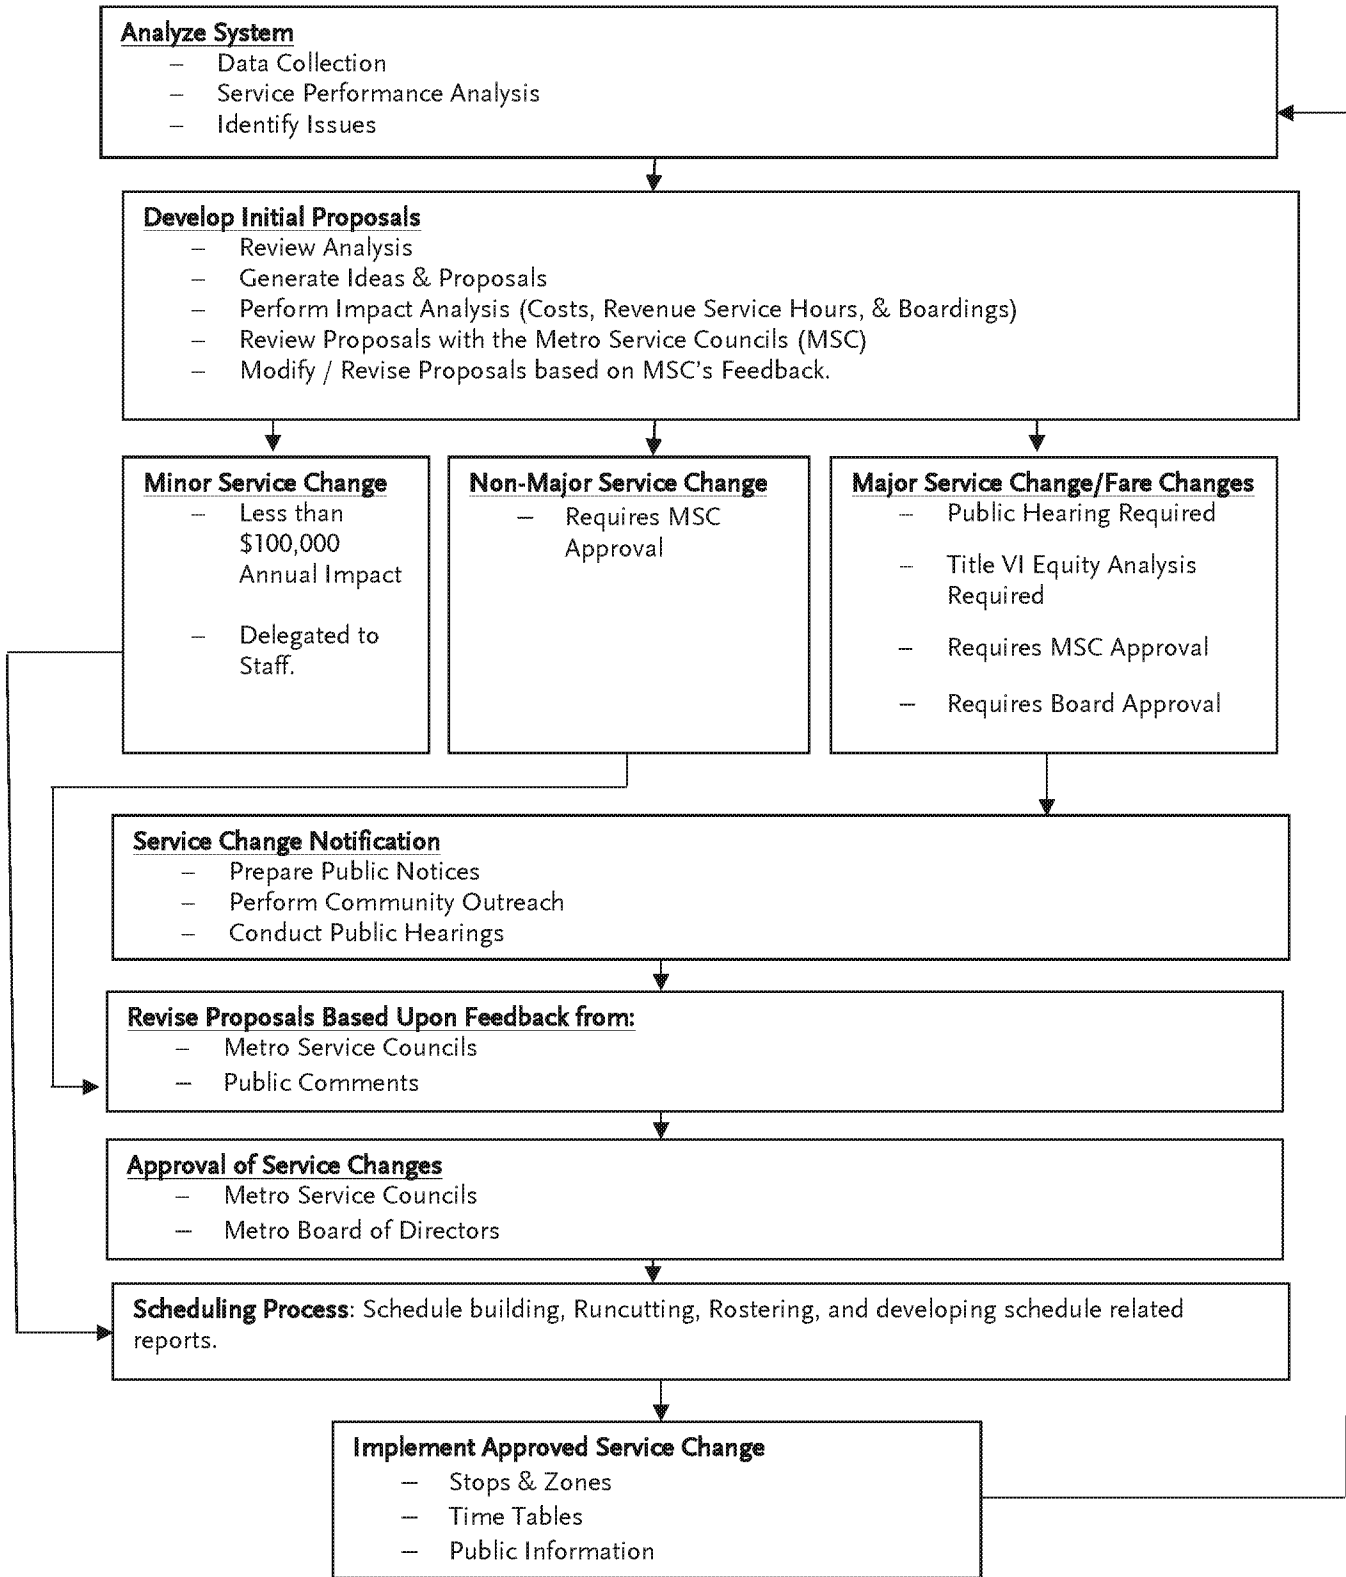 Analyze System
– Data Collection
– Service Performance Analysis
– Identify Issues
Develop Initial Proposals
– Review Analysis
– Generate Ideas & Proposals
– Perform Impact Analysis (Costs, Revenue Service Hours, & Boardings)
– Review Proposals with the Metro Service Councils (MSC)
– Modify / Revise Proposals based on MSC's Feedback.
Minor Service Change
– Less than
$100,000
Annual Impact
– Delegated to
Staff.
Non-Major Service Change
– Requires MSC
Approval
Major Service Change/Fare Changes
– Public Hearing Required
– Title VI Equity Analysis
Required
– Requires MSC Approval
– Requires Board Approval
Service Change Notification
– Prepare Public Notices
– Perform Community Outreach
– Conduct Public Hearings
Revise Proposals Based Upon Feedback from:
– Metro Service Councils
– Public Comments
Approval of Service Changes
– Metro Service Councils
– Metro Board of Directors
Scheduling Process: Schedule building, Runcutting, Rostering, and developing schedule related
reports.
Implement Approved Service Change
– Stops & Zones
– Time Tables
– Public Information